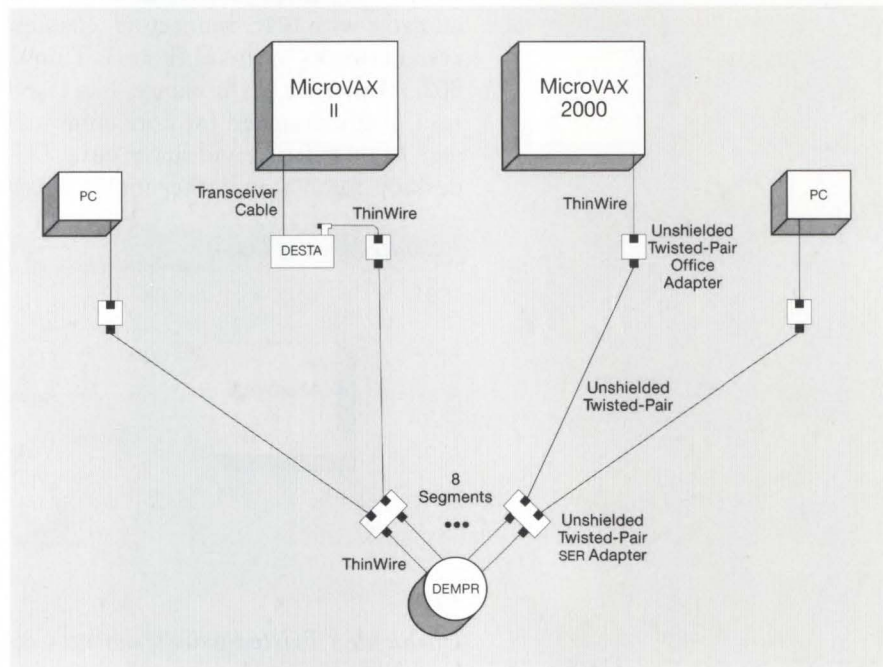 MicroVAX
II
MicroVAX
2000
PC
Transceiver
Cable
ThinWire
DESTA
ThinWire
Unshielded
Twisted-Pair
Office
Adapter
PC
Unshielded
Twisted-Pair
8
Segments
Unshielded
Twisted-Pair
SER Adapter
ThinWire
DEMPR